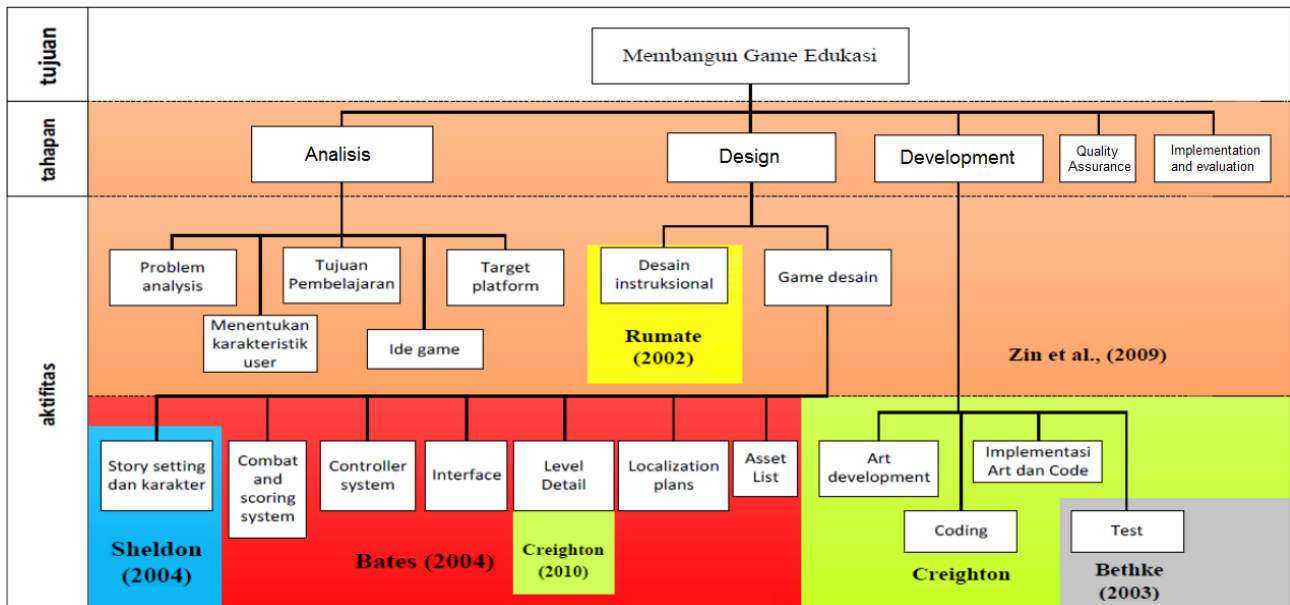 tujuan
Membangun Game Edukasi
tahapan
Analisis
Design
Development
Quality
Assurance
Implementation
and evaluation
aktifitas
Problem
analysis
Menentukan
karakteristik
user
Tujuan
Pembelajaran
Ide game
Target
platform
Desain
instruksional
Rumate
(2002)
Game desain
Zin et al., (2009)
Story setting
dan karakter
Sheldon
(2004)
Combat
and
scoring
system
Controller
system
Interface
Level
Detail
Creighton
(2010)
Localization
plans
Asset
List
Bates (2004)
Art
development
Coding
Implementasi
Art dan Code
Test
Creighton
Bethke
(2003)